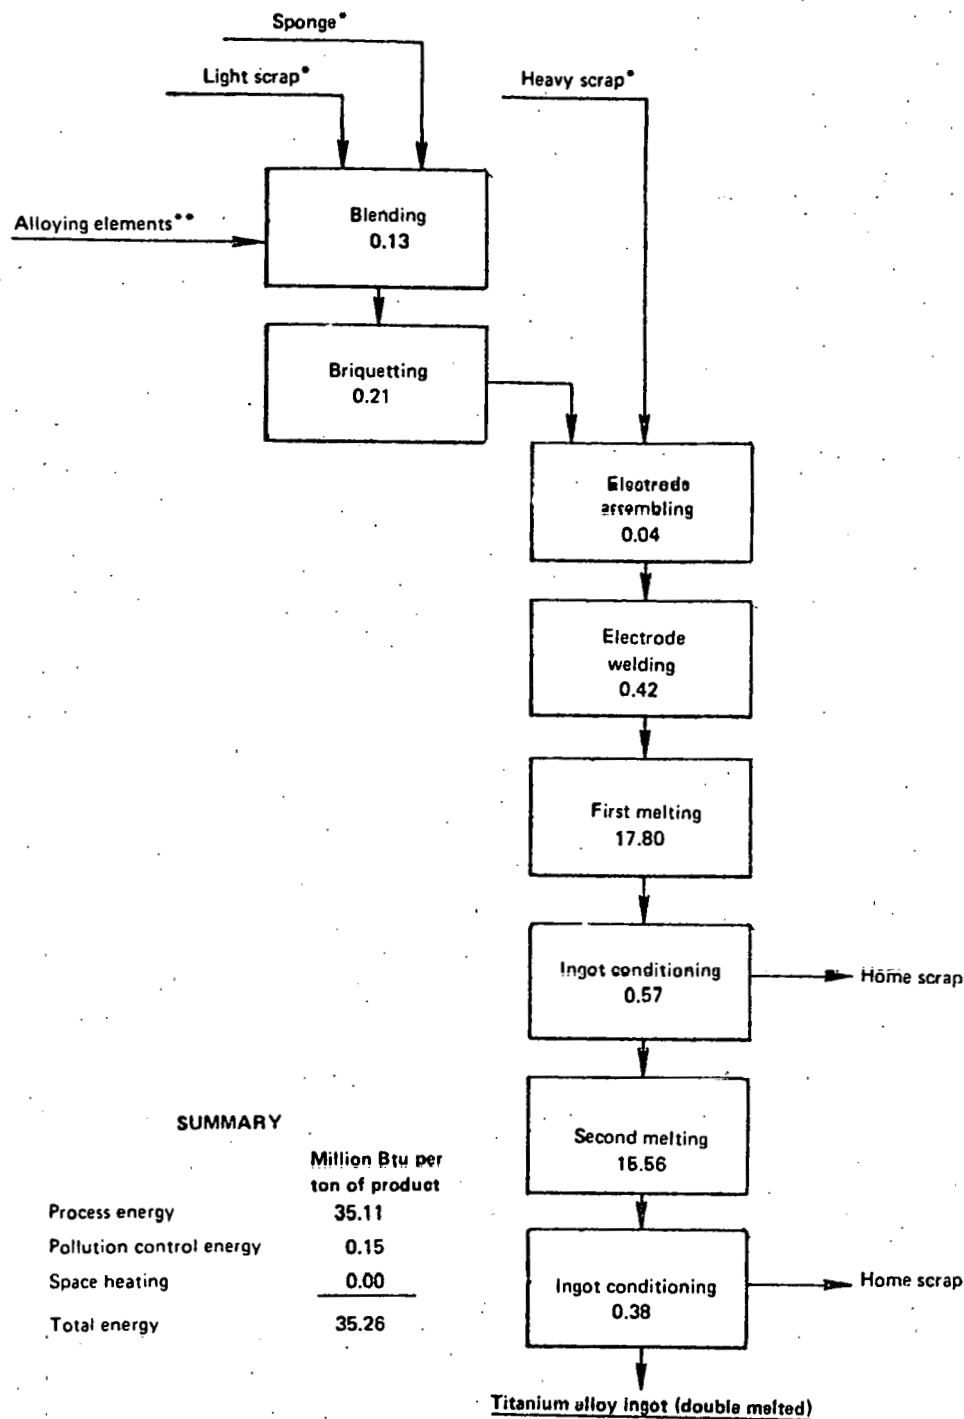 Sponge*
Light scrap*
Heavy scrap*
Alloying elements**
Blending
0.13
Briquetting
0.21
Electrode
assembling
0.04
Electrode
welding
0.42
First melting
17.80
Ingot conditioning
0.57
Home scrap
Second melting
15.56
Ingot conditioning
0.38
Home scrap
Titanium alloy ingot (double melted)
SUMMARY
Million Btu per
ton of product
Process energy 35.11
Pollution control energy 0.15
Space heating 0.00
Total energy 35.26